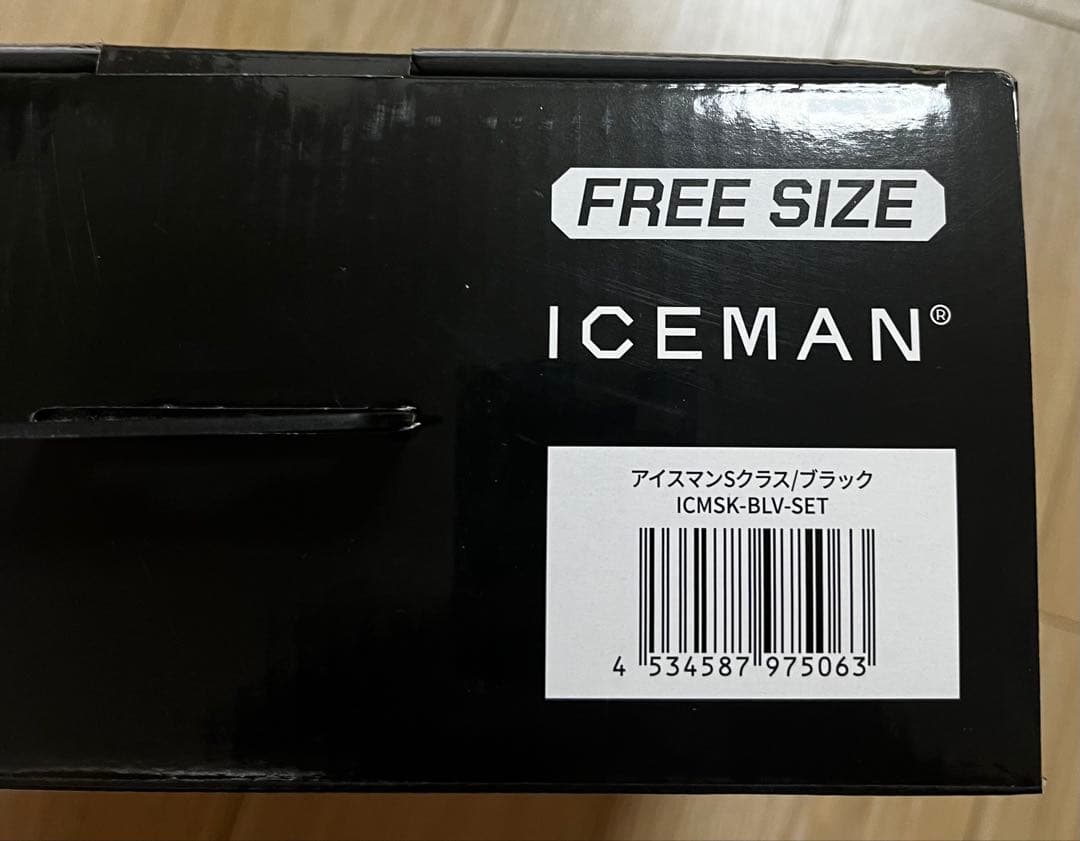 FREE SIZE
ICEMAN®
アイスマンSクラス/ブラック
ICMSK-BLV-SET
4 534587 975063